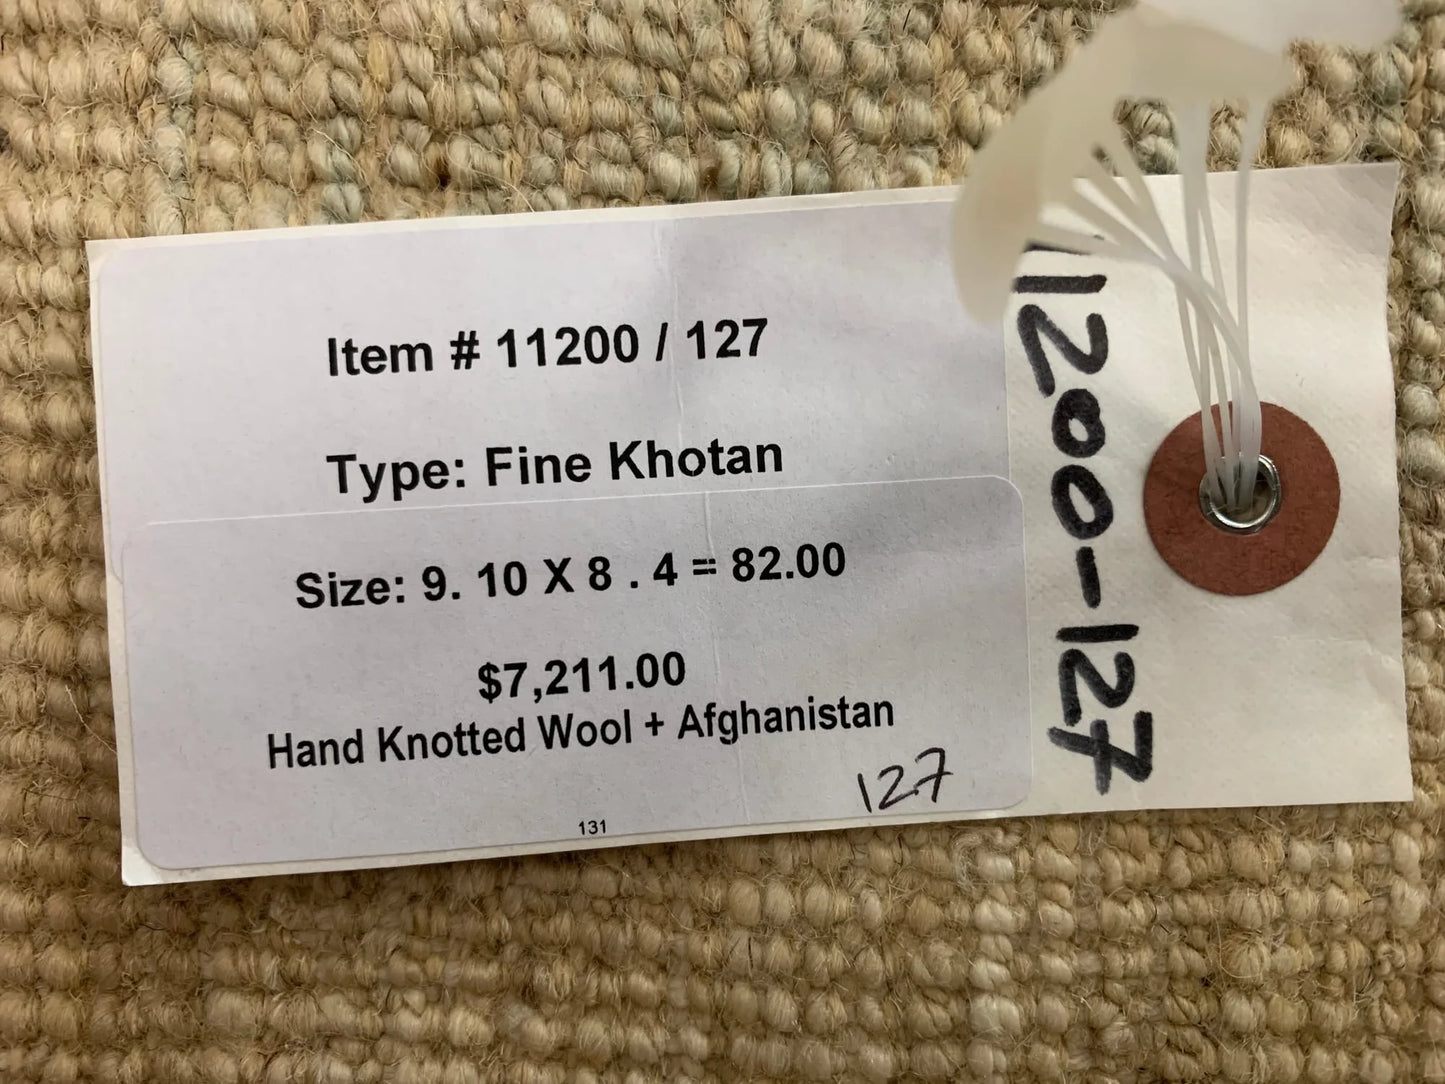 Item # 11200 / 127
Type: Fine Khotan
Size: 9. 10 X 8 . 4 = 82.00
$7,211.00
Hand Knotted Wool + Afghanistan
127
131
11200-127